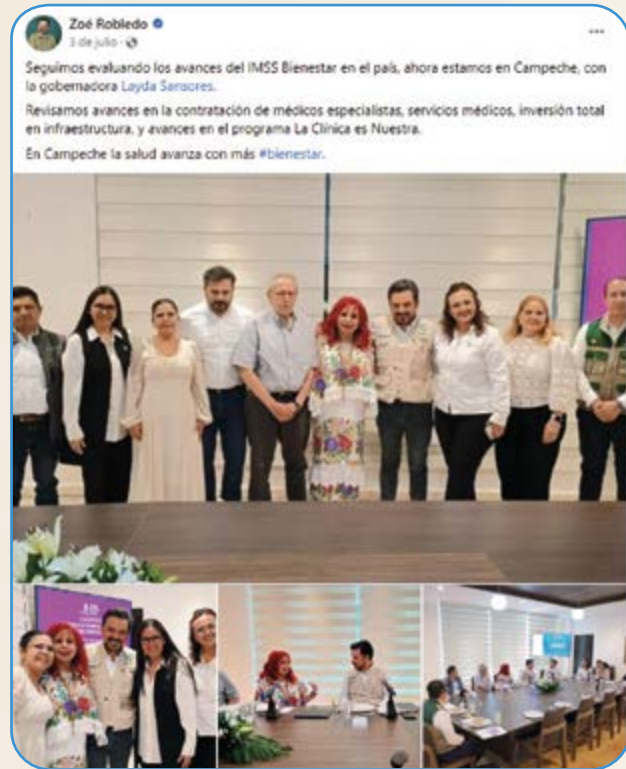 Zoé Robledo
3 de julio ·
Seguimos evaluando los avances del IMSS Bienestar en el país, ahora estamos en Campeche, con
la gobernadora Layda Sansores.
Revisamos avances en la contratación de médicos especialistas, servicios médicos, inversión total
en infraestructura, y avances en el programa La Clínica es Nuestra.
En Campeche la salud avanza con más #bienestar.